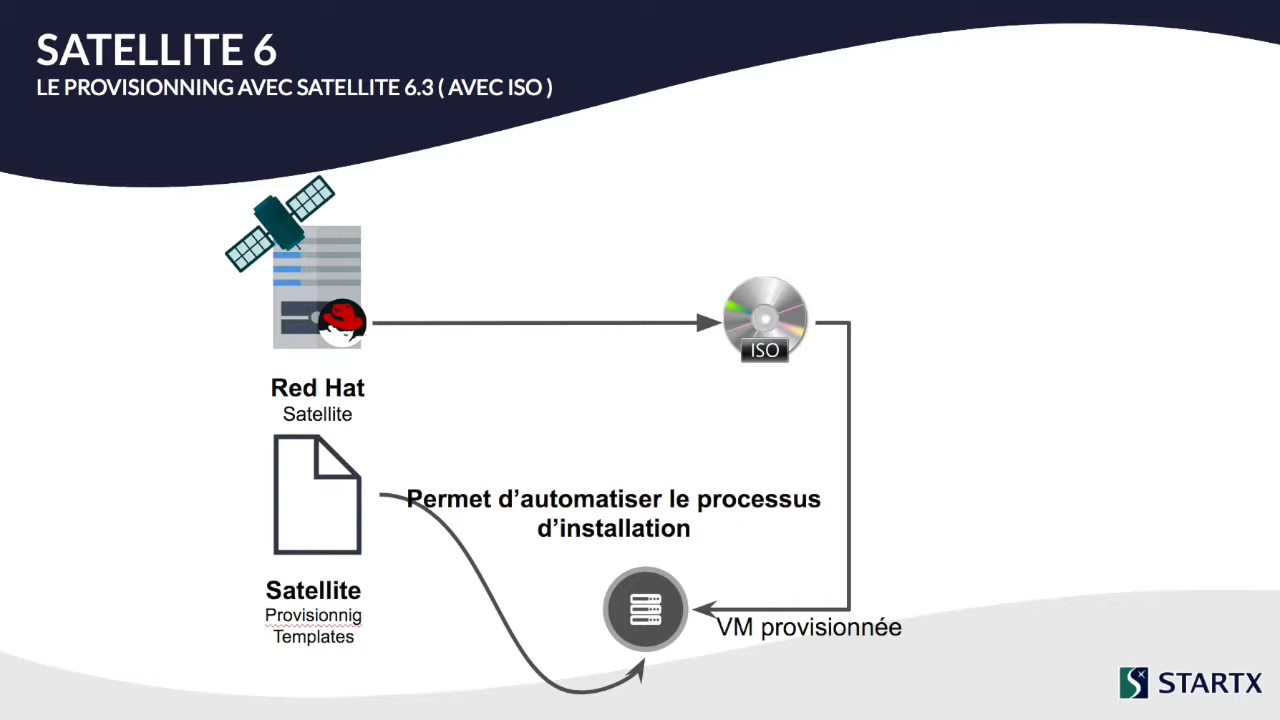 SATELLITE 6
LE PROVISIONNING AVEC SATELLITE 6.3 ( AVEC ISO )
ISO
Red Hat
Satellite
Permet d’automatiser le processus
d’installation
Satellite
Provisionnig
Templates
VM provisionnée
STARTX